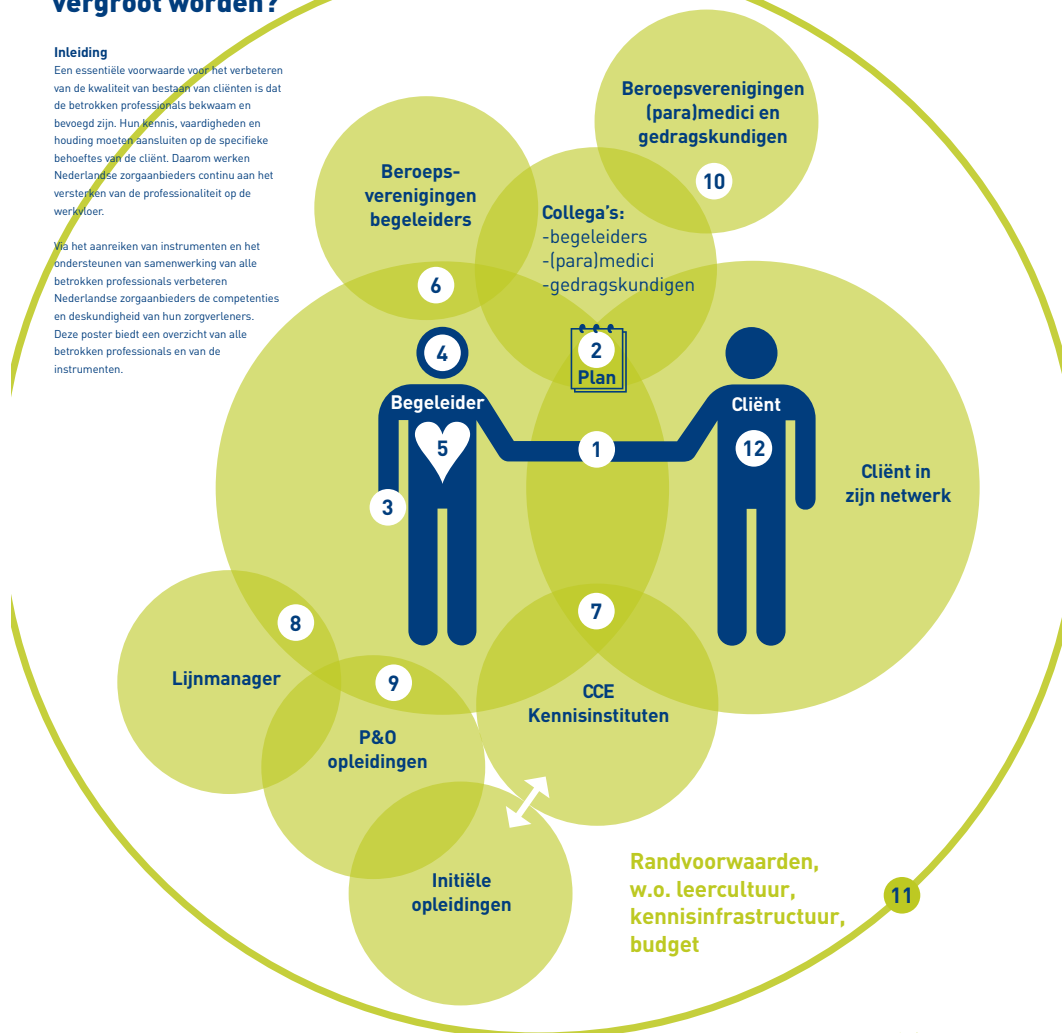 vergroot worden?
Inleiding
Een essentiële voorwaarde voor het verbeteren
van de kwaliteit van bestaan van cliënten is dat
de betrokken professionals bekwaam en
bevoegd zijn. Hun kennis, vaardigheden en
houding moeten aansluiten op de specifieke
behoeftes van de cliënt. Daarom werken
Nederlandse zorgaanbieders continu aan het
versterken van de professionaliteit op de
werkvloer.
Via het aanreiken van instrumenten en het
ondersteunen van samenwerking van alle
betrokken professionals verbeteren
Nederlandse zorgaanbieders de competenties
en deskundigheid van hun zorgverleners.
Deze poster biedt een overzicht van alle
betrokken professionals en van de
instrumenten.
Beroepsverenigingen
(para)medici en
gedragskundigen
10
Beroeps-
verenigingen
begeleiders
6
Collega's:
-begeleiders
-(para)medici
-gedragskundigen
2
Plan
4
Begeleider
5
3
1
Cliënt
12
Cliënt in
zijn netwerk
8
Lijnmanager
9
P&O
opleidingen
7
CCE
Kennisinstituten
Initiële
opleidingen
Randvoorwaarden,
w.o. leercultuur,
kennisinfrastructuur,
budget
11